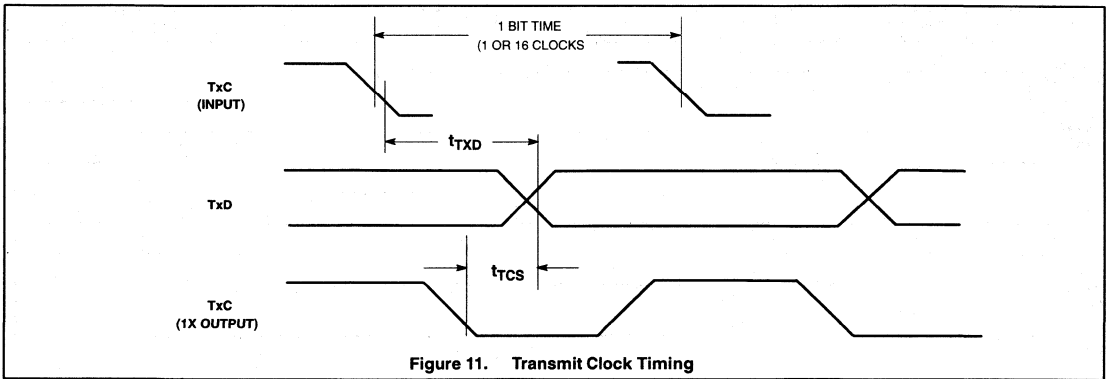 1 BIT TIME
(1 OR 16 CLOCKS
TxC
(INPUT)
tTXD
TxD
tTCS
TxC
(1X OUTPUT)
Figure 11. Transmit Clock Timing